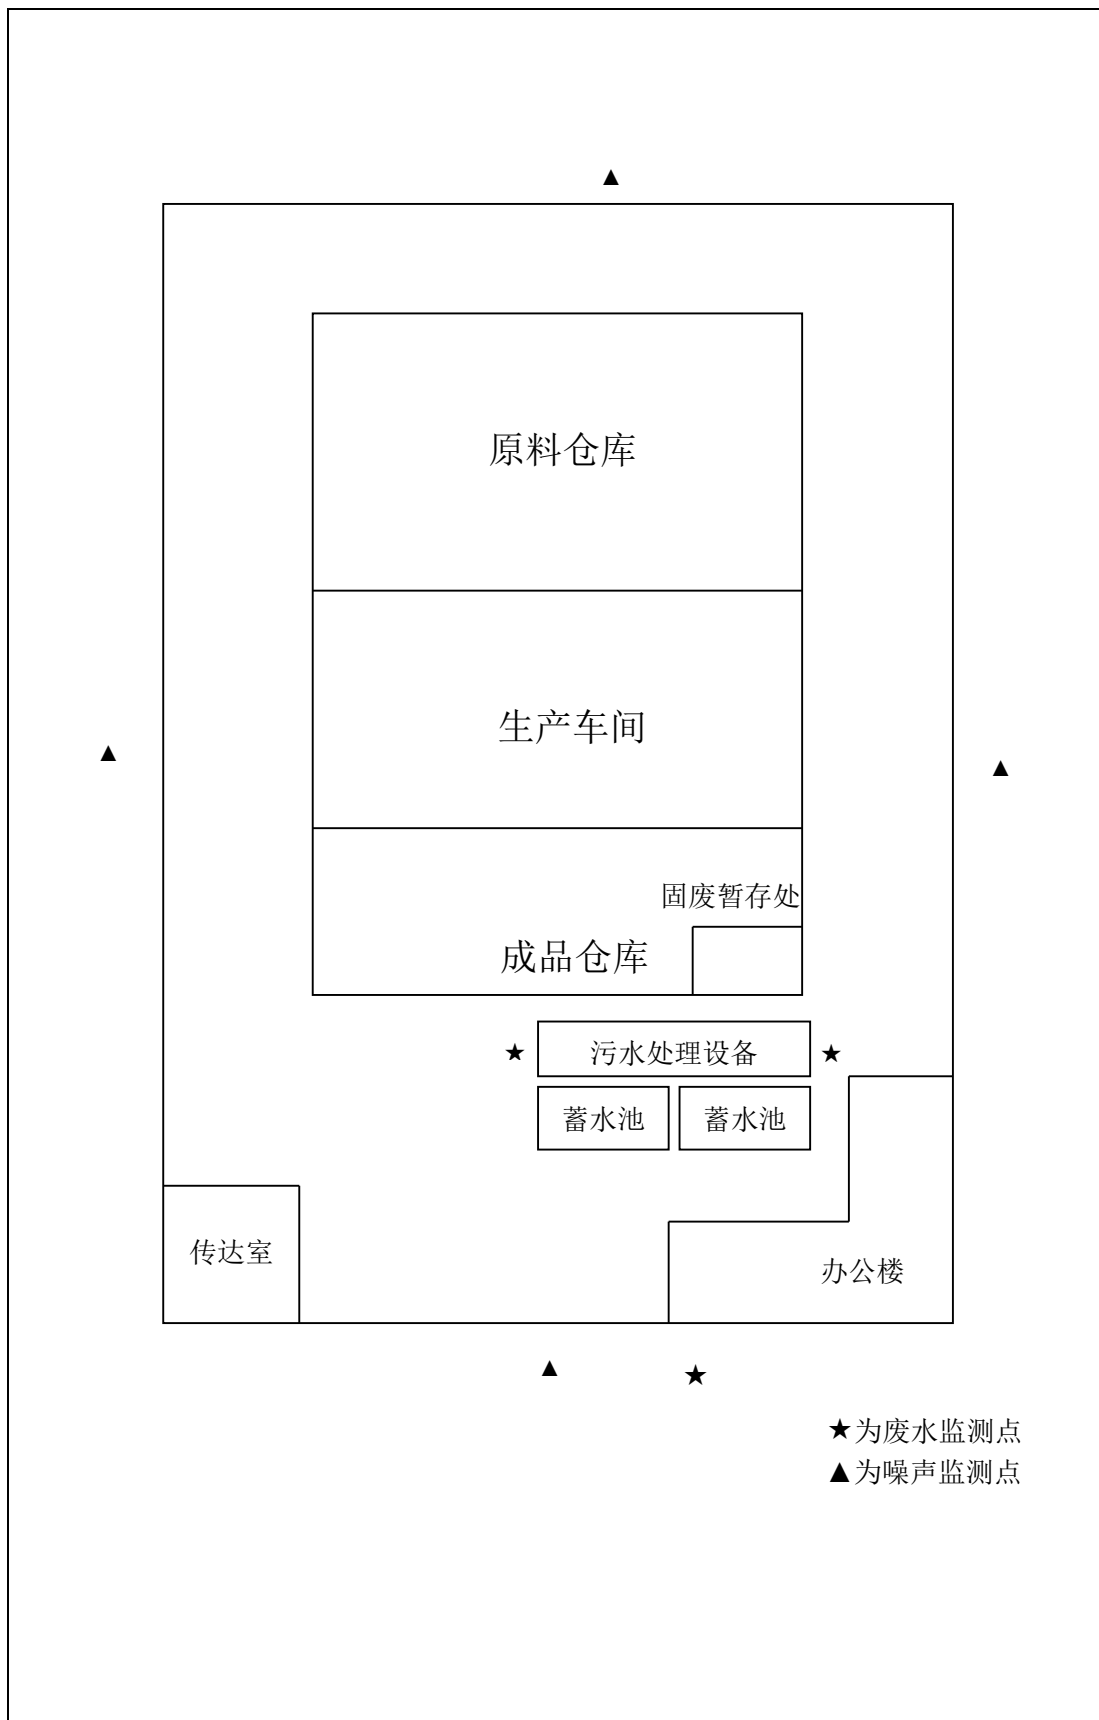 原料仓库
生产车间
固废暂存处
成品仓库
污水处理设备
蓄水池
蓄水池
传达室
办公楼
★为废水监测点
▲为噪声监测点